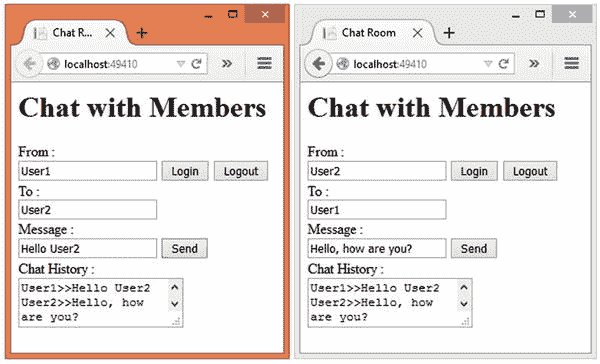 Chat R...
localhost:49410
Chat with Members
From :
User1
Login
Logout
To :
User2
Message :
Hello User2
Send
Chat History :
User1>>Hello User2
User2>>Hello, how
are you?
Chat Room
localhost:49410
Chat with Members
From :
User2
Login
Logout
To :
User1
Message :
Hello, how are you?
Send
Chat History :
User1>>Hello User2
User2>>Hello, how
are you?